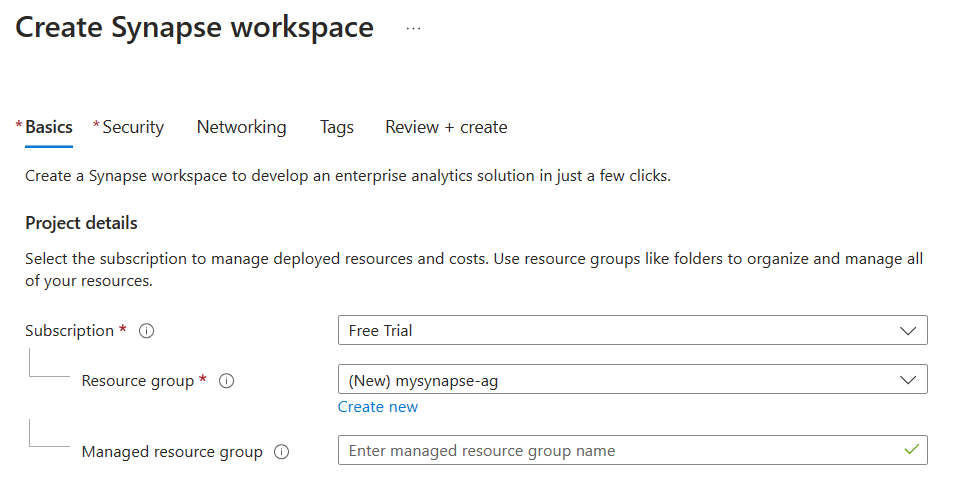 Create Synapse workspace ...
* Basics * Security Networking Tags Review + create
Create a Synapse workspace to develop an enterprise analytics solution in just a few clicks.
Project details
Select the subscription to manage deployed resources and costs. Use resource groups like folders to organize and manage all
of your resources.
Subscription * Free Trial
Resource group * (New) mysynapse-ag
Create new
Managed resource group Enter managed resource group name